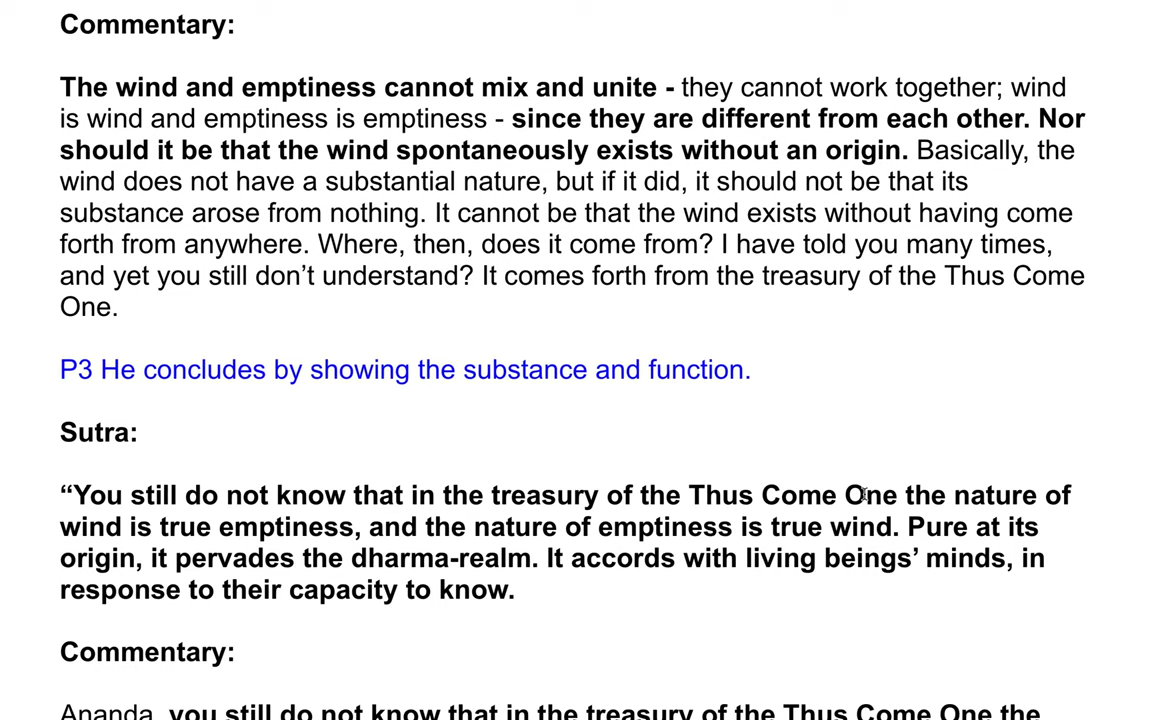 Commentary:
The wind and emptiness cannot mix and unite - they cannot work together; wind
is wind and emptiness is emptiness - since they are different from each other. Nor
should it be that the wind spontaneously exists without an origin. Basically, the
wind does not have a substantial nature, but if it did, it should not be that its
substance arose from nothing. It cannot be that the wind exists without having come
forth from anywhere. Where, then, does it come from? I have told you many times,
and yet you still don’t understand? It comes forth from the treasury of the Thus Come
One.
P3 He concludes by showing the substance and function.
Sutra:
“You still do not know that in the treasury of the Thus Come One the nature of
wind is true emptiness, and the nature of emptiness is true wind. Pure at its
origin, it pervades the dharma-realm. It accords with living beings’ minds, in
response to their capacity to know.
Commentary:
Ananda, you still do not know that in the treasury of the Thus Come One the